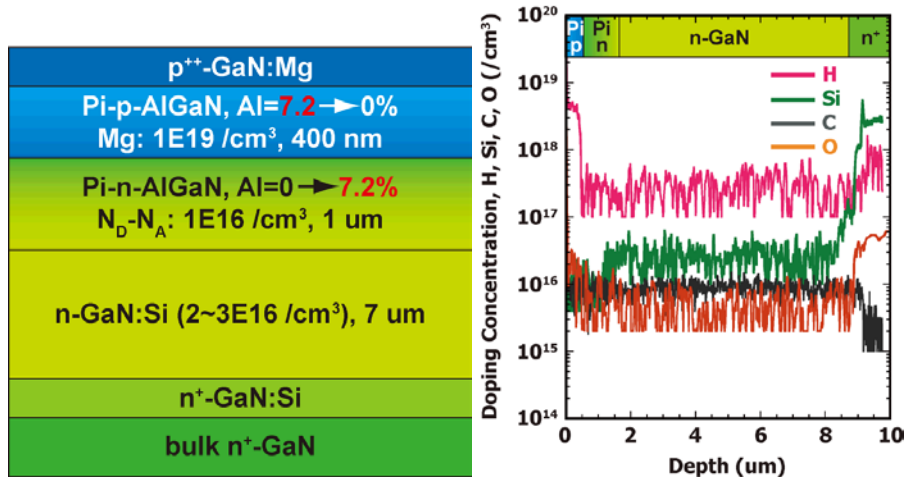 p⁺⁺-GaN:Mg
Pi-p-AlGaN, Al=7.2→0%
Mg: 1E19 /cm³, 400 nm
Pi-n-AlGaN, Al=0→7.2%
N_D-N_A: 1E16 /cm³, 1 um
n-GaN:Si (2~3E16 /cm³), 7 um
n⁺-GaN:Si
bulk n⁺-GaN
Doping Concentration, H, Si, C, O (/cm³)
10²⁰
10¹⁹
10¹⁸
10¹⁷
10¹⁶
10¹⁵
10¹⁴
Pi
p
Pi
n
n-GaN
n⁺
H
Si
C
O
0 2 4 6 8 10
Depth (um)